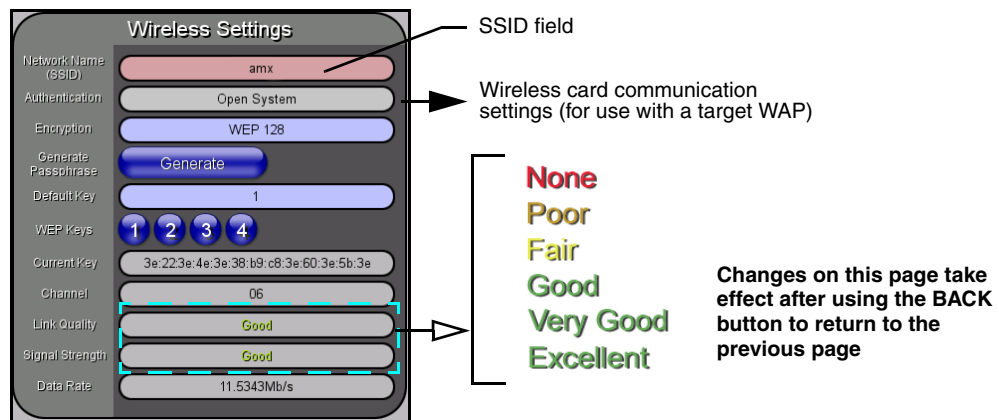 Wireless Settings
Network Name
(SSID)
amx
Authentication
Open System
Encryption
WEP 128
Generate
Passphrase
Generate
Default Key
1
WEP Keys
1 2 3 4
Current Key
3e:22:3e:4e:3e:38:b9:c8:3e:60:3e:5b:3e
Channel
06
Link Quality
Good
Signal Strength
Good
Data Rate
11.5343Mb/s
SSID field
Wireless card communication
settings (for use with a target WAP)
None
Poor
Fair
Good
Very Good
Excellent
Changes on this page take
effect after using the BACK
button to return to the
previous page